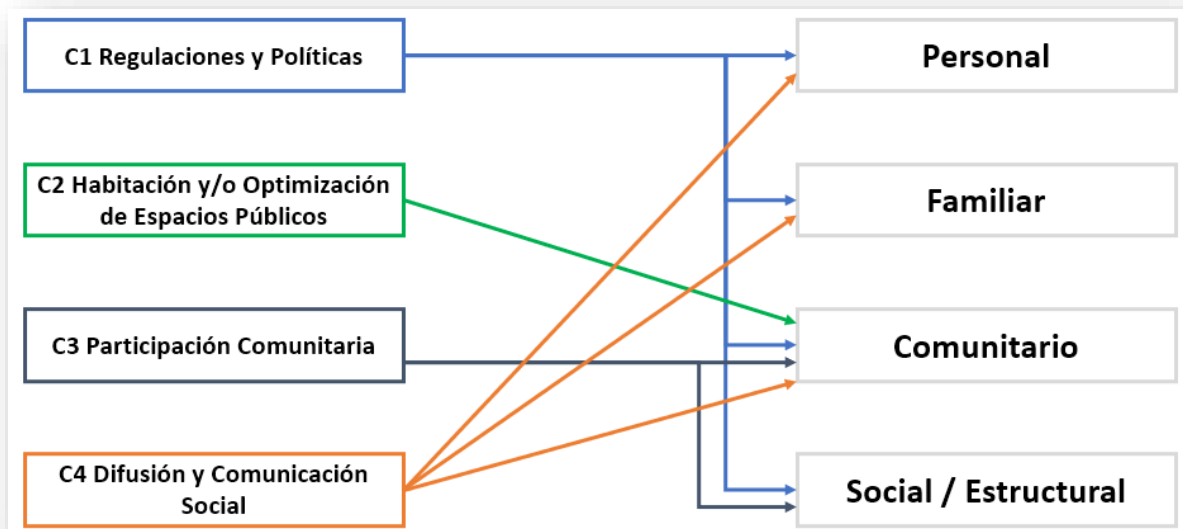 C1 Regulaciones y Políticas
Personal
C2 Habitación y/o Optimización
de Espacios Públicos
Familiar
C3 Participación Comunitaria
Comunitario
C4 Difusión y Comunicación
Social
Social / Estructural